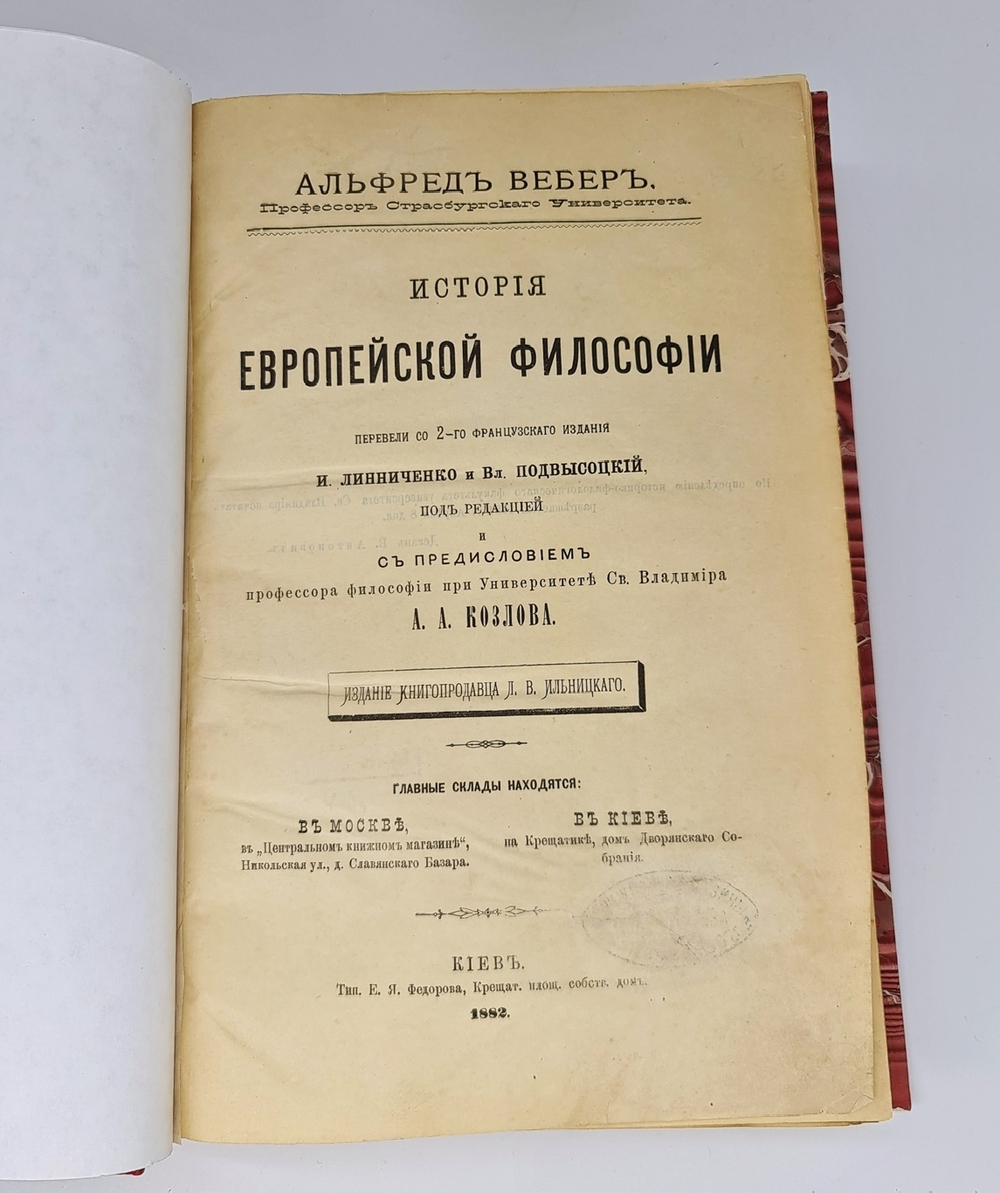 АЛЬФРЕДЪ ВЕБЕРЪ.
Профессоръ Страсбургскаго Университета.
ИСТОРІЯ
ЕВРОПЕЙСКОЙ ФИЛОСОФІИ
ПЕРЕВЕЛИ СО 2-ГО ФРАНЦУЗСКАГО ИЗДАНІЯ
И. ЛИННИЧЕНКО и Вл. ПОДВЫСОЦКІЙ,
ПОДЪ РЕДАКЦІЕЙ
И
СЪ ПРЕДИСЛОВІЕМЪ
профессора философіи при Университетѣ Св. Владиміра
А. А. КОЗЛОВА.
ИЗДАНІЕ КНИГОПРОДАВЦА Л. В. ИЛЬНИЦКАГО.
ГЛАВНЫЕ СКЛАДЫ НАХОДЯТСЯ:
ВЪ МОСКВѢ,
въ „Центральном книжном магазинѣ“,
Никольская ул., д. Славянскаго Базара.
ВЪ КІЕВѢ,
на Крещатикѣ, дом Дворянскаго Со-
бранія.
КІЕВЪ.
Тип. Е. Я. Федорова, Крещат. площ. собств. домъ.
1882.